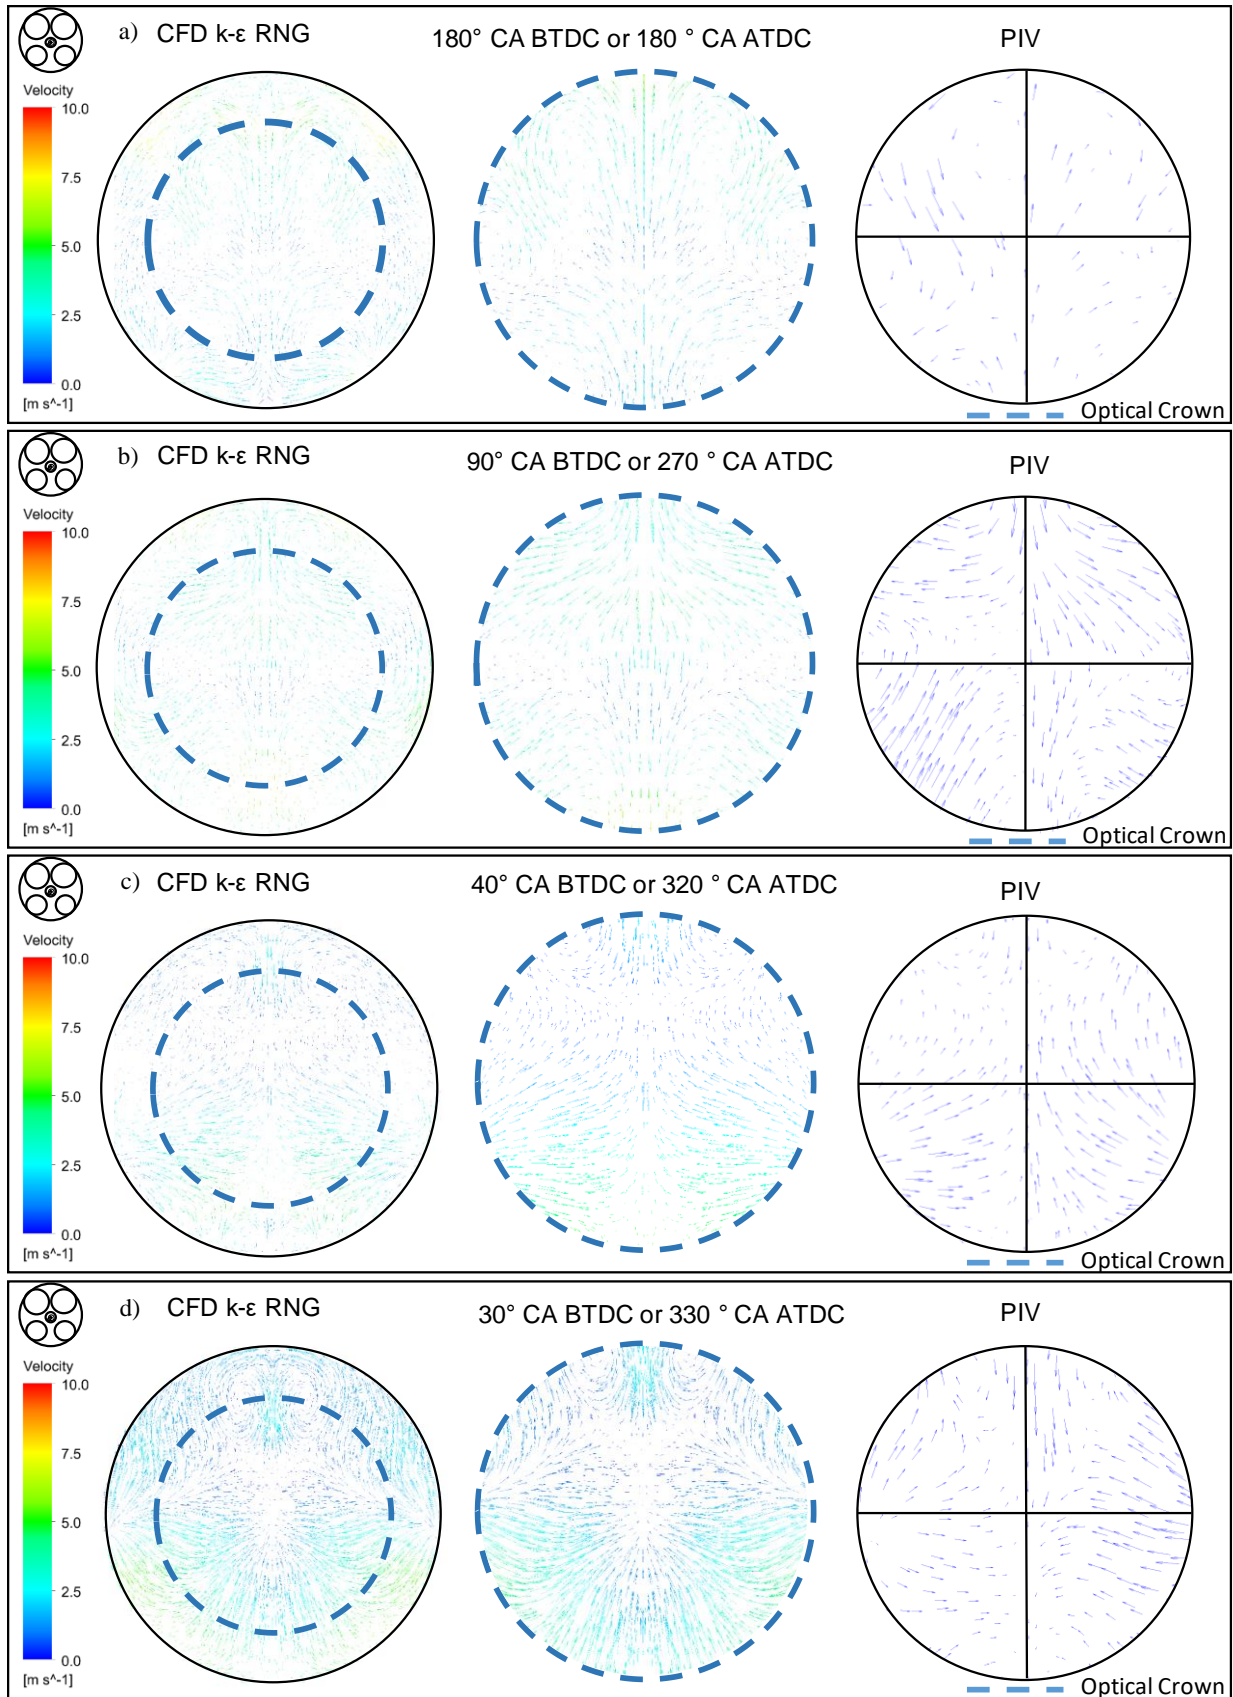 a) CFD k-ε RNG
180° CA BTDC or 180 ° CA ATDC
PIV
Velocity
10.0
7.5
5.0
2.5
0.0
[m s^-1]
Optical Crown
b) CFD k-ε RNG
90° CA BTDC or 270 ° CA ATDC
PIV
Velocity
10.0
7.5
5.0
2.5
0.0
[m s^-1]
Optical Crown
c) CFD k-ε RNG
40° CA BTDC or 320 ° CA ATDC
PIV
Velocity
10.0
7.5
5.0
2.5
0.0
[m s^-1]
Optical Crown
d) CFD k-ε RNG
30° CA BTDC or 330 ° CA ATDC
PIV
Velocity
10.0
7.5
5.0
2.5
0.0
[m s^-1]
Optical Crown